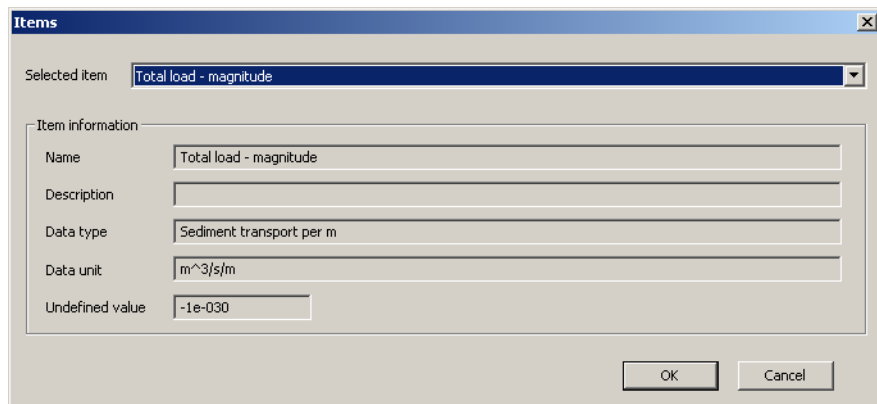 Items
Selected item Total load - magnitude
Item information
Name Total load - magnitude
Description
Data type Sediment transport per m
Data unit m^3/s/m
Undefined value -1e-030
OK Cancel